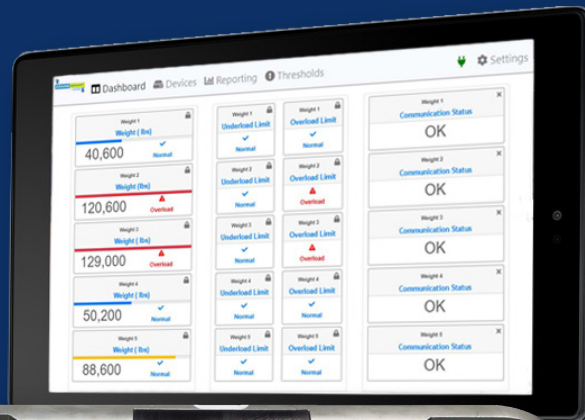 Dashboard Devices Reporting Thresholds Settings
Weight 1
Weight ( lbs)
40,600
Normal
Weight 2
Weight (lbs)
120,600
Overload
Weight 3
Weight ( lbs)
129,000
Overload
Weight 4
Weight ( lbs)
50,200
Normal
Weight 5
Weight ( lbs)
88,600
Normal
Weight 1
Underload Limit
Normal
Weight 2
Underload Limit
Normal
Weight 3
Underload Limit
Normal
Weight 4
Underload Limit
Normal
Weight 5
Underload Limit
Normal
Weight 1
Overload Limit
Normal
Weight 2
Overload Limit
Overload
Weight 3
Overload Limit
Overload
Weight 4
Overload Limit
Normal
Weight 5
Overload Limit
Normal
Weight 1
Communication Status
OK
Weight 2
Communication Status
OK
Weight 3
Communication Status
OK
Weight 4
Communication Status
OK
Weight 5
Communication Status
OK